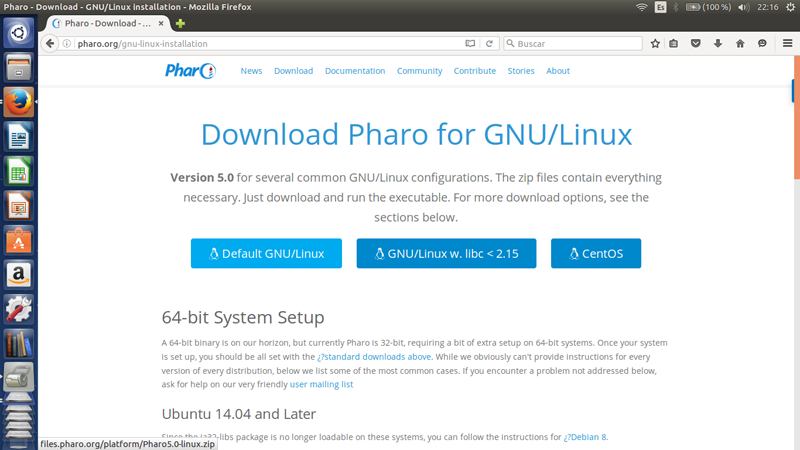 Pharo - Download - GNU/Linux installation - Mozilla Firefox
Es
(100 %)
22:16
Pharo - Download - ...
pharo.org/gnu-linux-installation
Buscar
Pharo
News Download Documentation Community Contribute Stories About
Download Pharo for GNU/Linux
Version 5.0 for several common GNU/Linux configurations. The zip files contain everything
necessary. Just download and run the executable. For more download options, see the
sections below.
Default GNU/Linux
GNU/Linux w. libc < 2.15
CentOS
64-bit System Setup
A 64-bit binary is on our horizon, but currently Pharo is 32-bit, requiring a bit of extra setup on 64-bit systems. Once your system
is set up, you should be all set with the ¿?standard downloads above. While we obviously can't provide instructions for every
version of every distribution, below we list some of the most common cases. If you encounter a problem not addressed below,
ask for help on our very friendly user mailing list
Ubuntu 14.04 and Later
Since the ia32-libs package is no longer loadable on these systems, you can follow the instructions for ¿?Debian 8.
files.pharo.org/platform/Pharo5.0-linux.zip